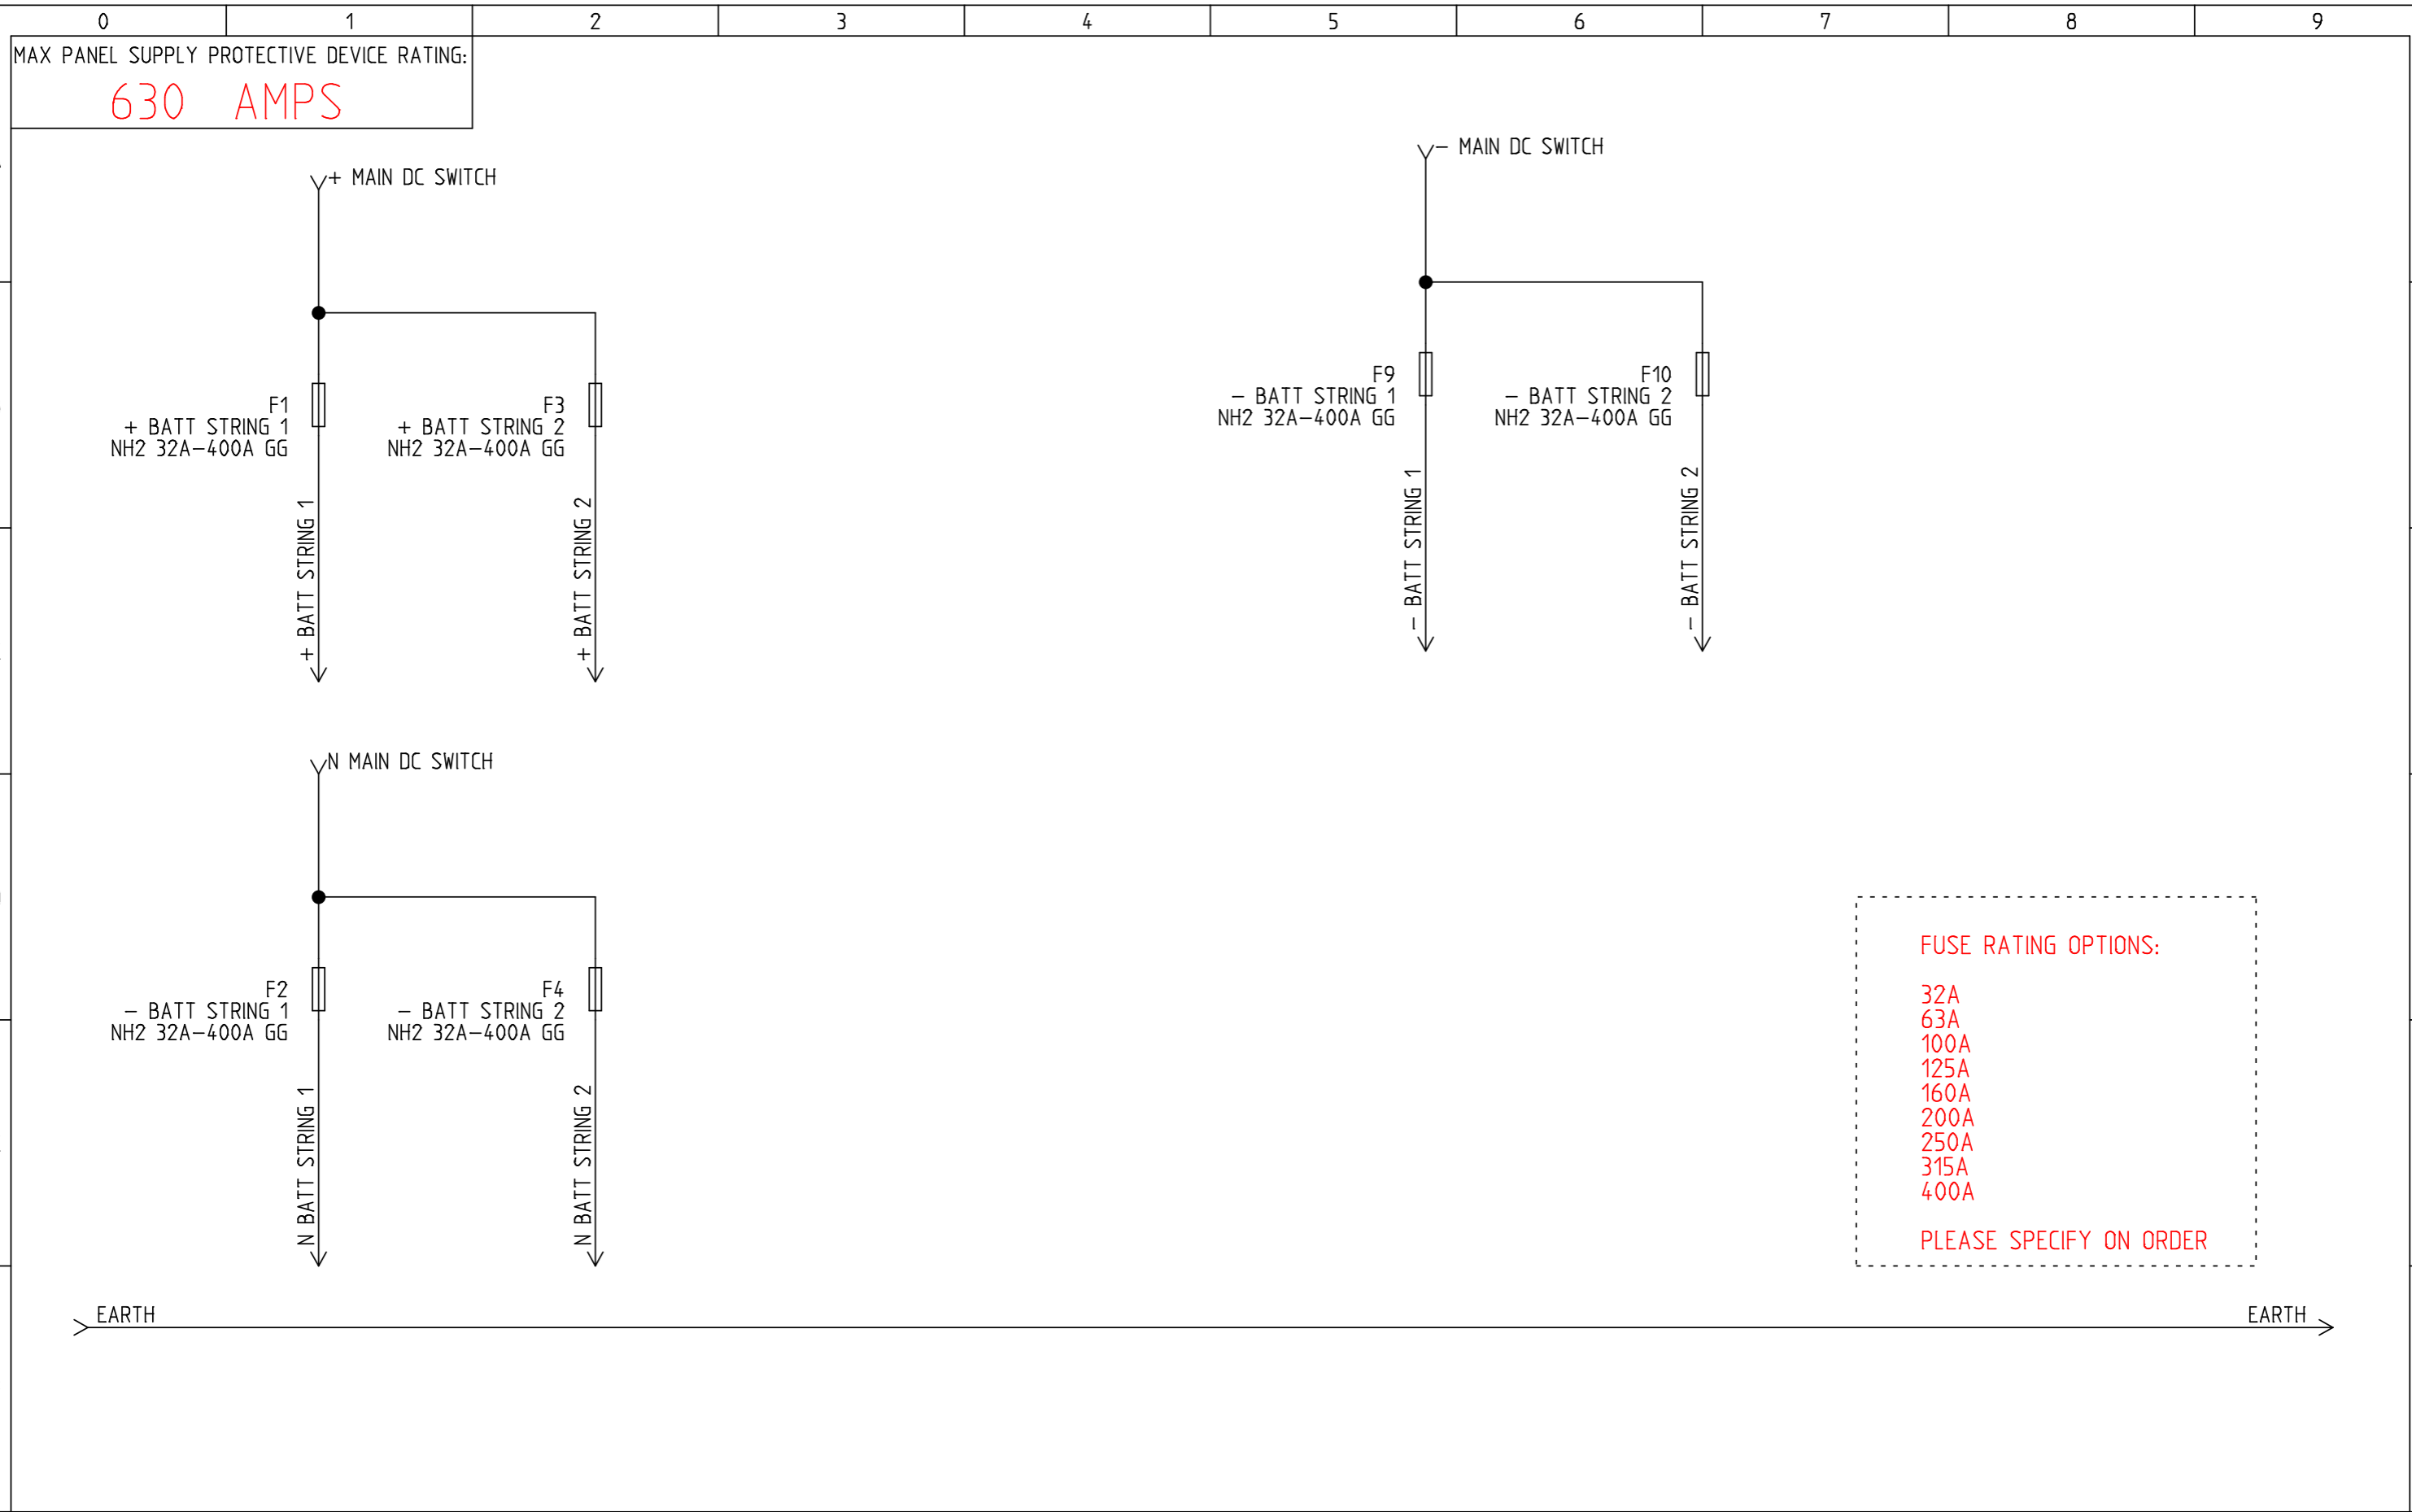 0 1 2 3 4 5 6 7 8 9
MAX PANEL SUPPLY PROTECTIVE DEVICE RATING:
630 AMPS
+ MAIN DC SWITCH
F1
+ BATT STRING 1
NH2 32A-400A GG
F3
+ BATT STRING 2
NH2 32A-400A GG
+ BATT STRING 1
+ BATT STRING 2
- MAIN DC SWITCH
F9
- BATT STRING 1
NH2 32A-400A GG
F10
- BATT STRING 2
NH2 32A-400A GG
- BATT STRING 1
- BATT STRING 2
N MAIN DC SWITCH
F2
- BATT STRING 1
NH2 32A-400A GG
F4
- BATT STRING 2
NH2 32A-400A GG
N BATT STRING 1
N BATT STRING 2
FUSE RATING OPTIONS:
32A
63A
100A
125A
160A
200A
250A
315A
400A
PLEASE SPECIFY ON ORDER
EARTH
EARTH